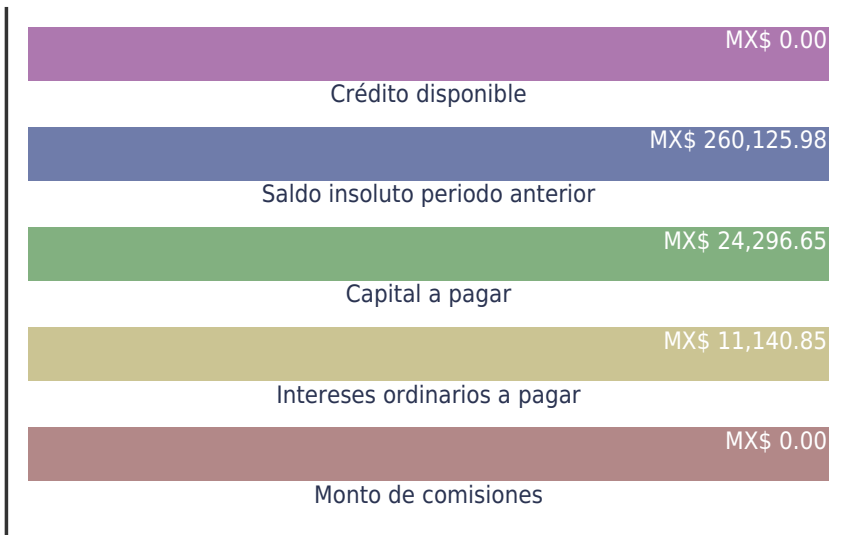 MX$ 0.00
Crédito disponible
MX$ 260,125.98
Saldo insoluto periodo anterior
MX$ 24,296.65
Capital a pagar
MX$ 11,140.85
Intereses ordinarios a pagar
MX$ 0.00
Monto de comisiones